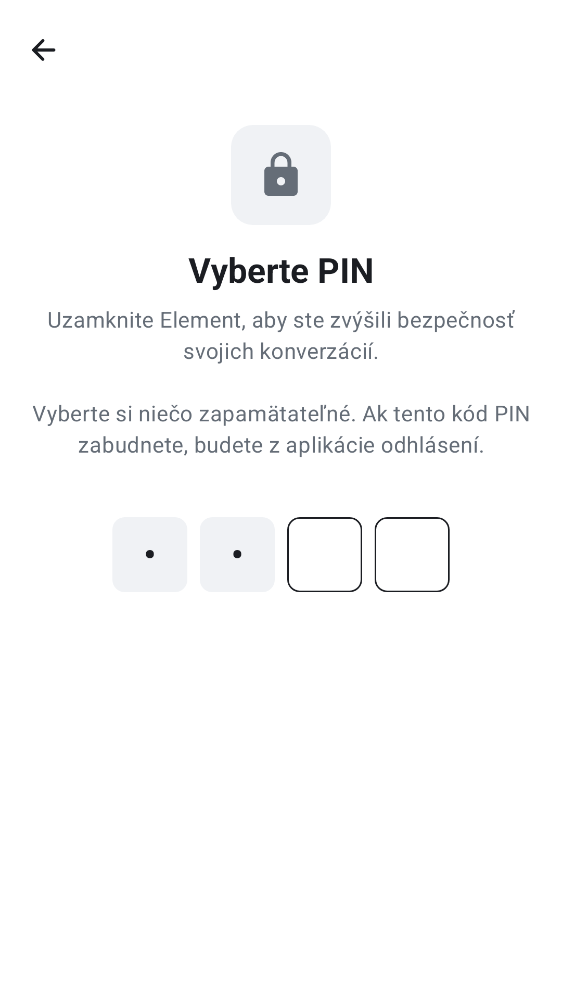 Vyberte PIN
Uzamknite Element, aby ste zvýšili bezpečnosť
svojich konverzácií.
Vyberte si niečo zapamätateľné. Ak tento kód PIN
zabudnete, budete z aplikácie odhlásení.